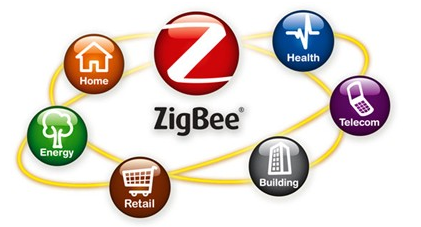 Home
Health
ZigBee®
Telecom
Energy
Building
Retail